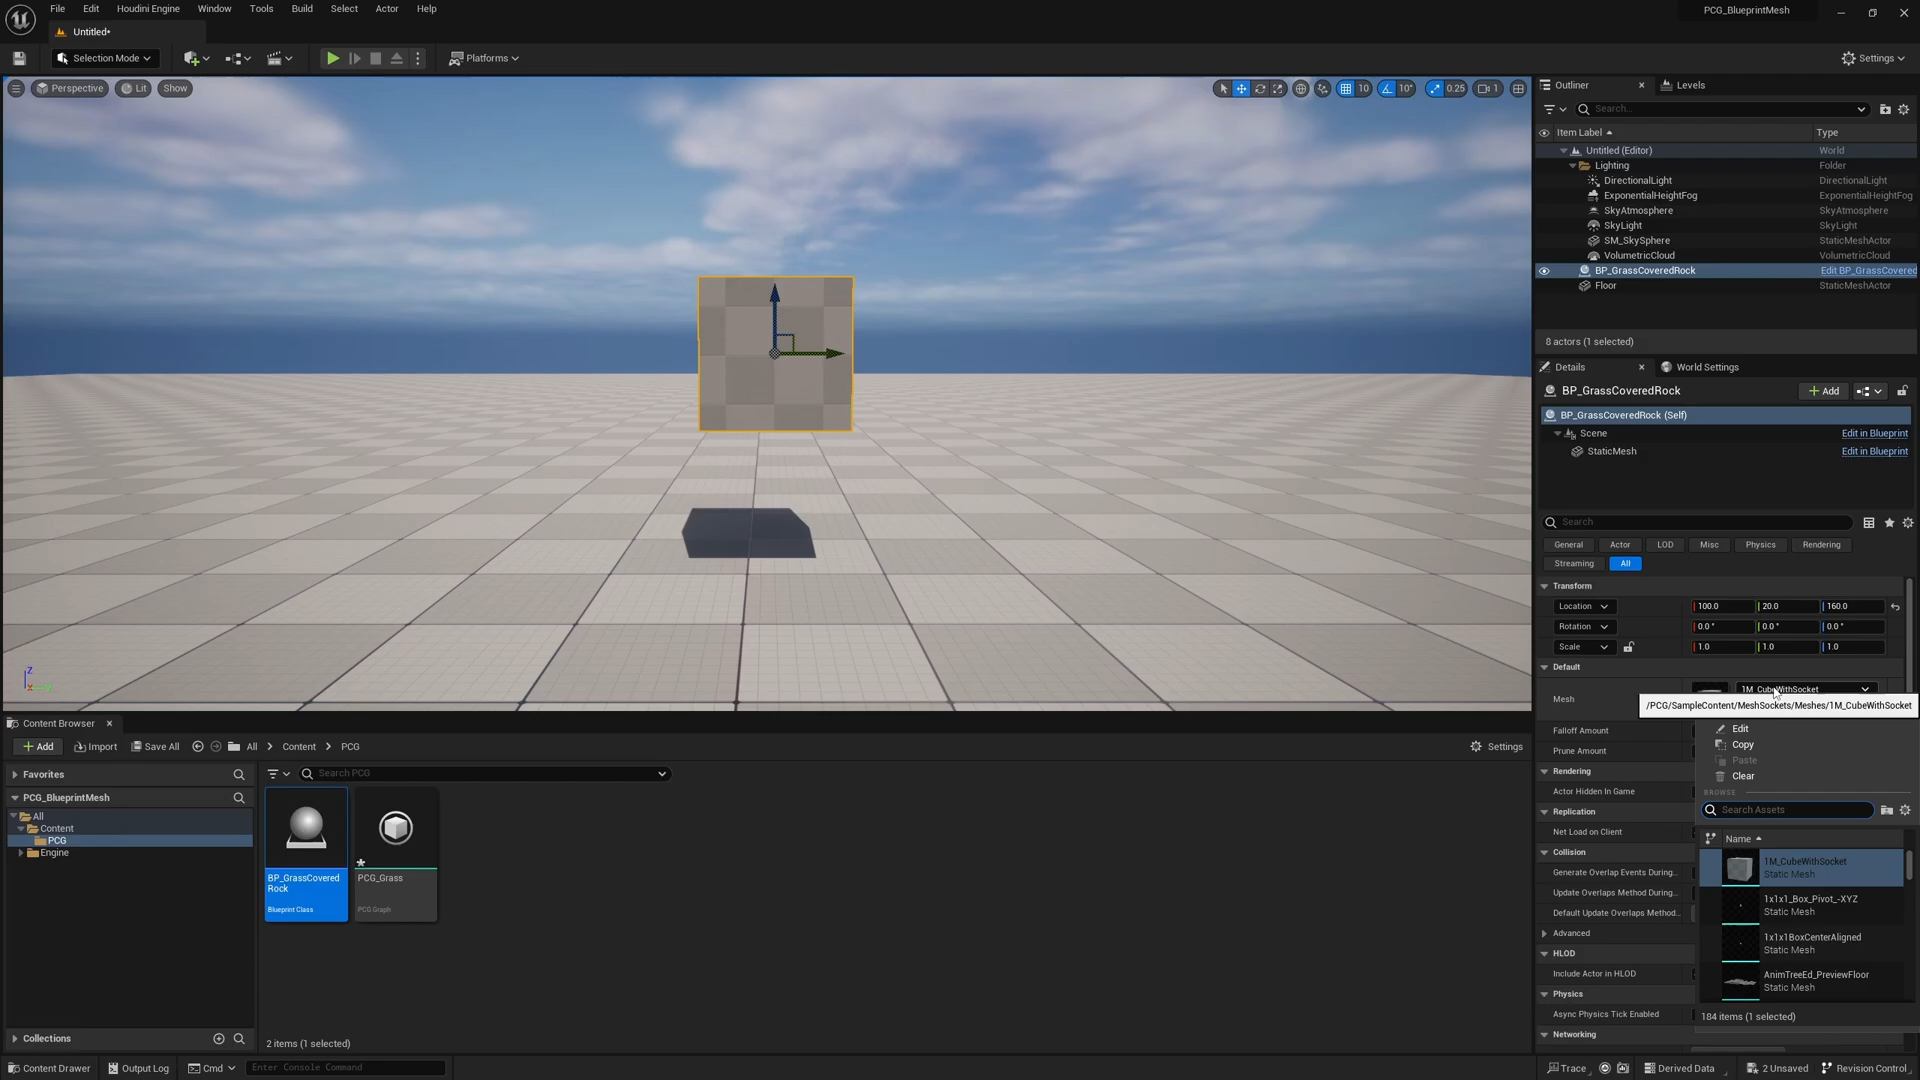 File Edit Houdini Engine Window Tools Build Select Actor Help
PCG_BlueprintMesh
Untitled*
Selection Mode
Platforms
Settings
Perspective Lit Show
10 10° 0.25 1
Z
Outliner
Levels
Search...
Item Label Type
Untitled (Editor) World
Lighting Folder
DirectionalLight DirectionalLight
ExponentialHeightFog ExponentialHeightFog
SkyAtmosphere SkyAtmosphere
SkyLight SkyLight
SM_SkySphere StaticMeshActor
VolumetricCloud VolumetricCloud
BP_GrassCoveredRock Edit BP_GrassCovered
Floor StaticMeshActor
8 actors (1 selected)
Details
World Settings
BP_GrassCoveredRock
Add
BP_GrassCoveredRock (Self)
Scene Edit in Blueprint
StaticMesh Edit in Blueprint
Search
General Actor LOD Misc Physics Rendering
Streaming All
Transform
Location 100.0 20.0 160.0
Rotation 0.0° 0.0° 0.0°
Scale 1.0 1.0 1.0
Default
Mesh 1M_CubeWithSocket
/PCG/SampleContent/MeshSockets/Meshes/1M_CubeWithSocket
Falloff Amount
Prune Amount
Rendering
Actor Hidden In Game
Replication
Net Load on Client
Collision
Generate Overlap Events During...
Update Overlaps Method During...
Default Update Overlaps Method...
Advanced
HLOD
Include Actor in HLOD
Physics
Async Physics Tick Enabled
Networking
Edit
Copy
Paste
Clear
BROWSE
Search Assets
Name
1M_CubeWithSocket
Static Mesh
1x1x1_Box_Pivot_-XYZ
Static Mesh
1x1x1BoxCenterAligned
Static Mesh
AnimTreeEd_PreviewFloor
Static Mesh
184 items (1 selected)
Content Browser
Add Import Save All All Content PCG Settings
Favorites
PCG_BlueprintMesh
All
Content
PCG
Engine
Collections
Search PCG
BP_GrassCovered
Rock
Blueprint Class
PCG_Grass
PCG Graph
2 items (1 selected)
Content Drawer Output Log Cmd Enter Console Command
Trace Derived Data 2 Unsaved Revision Control